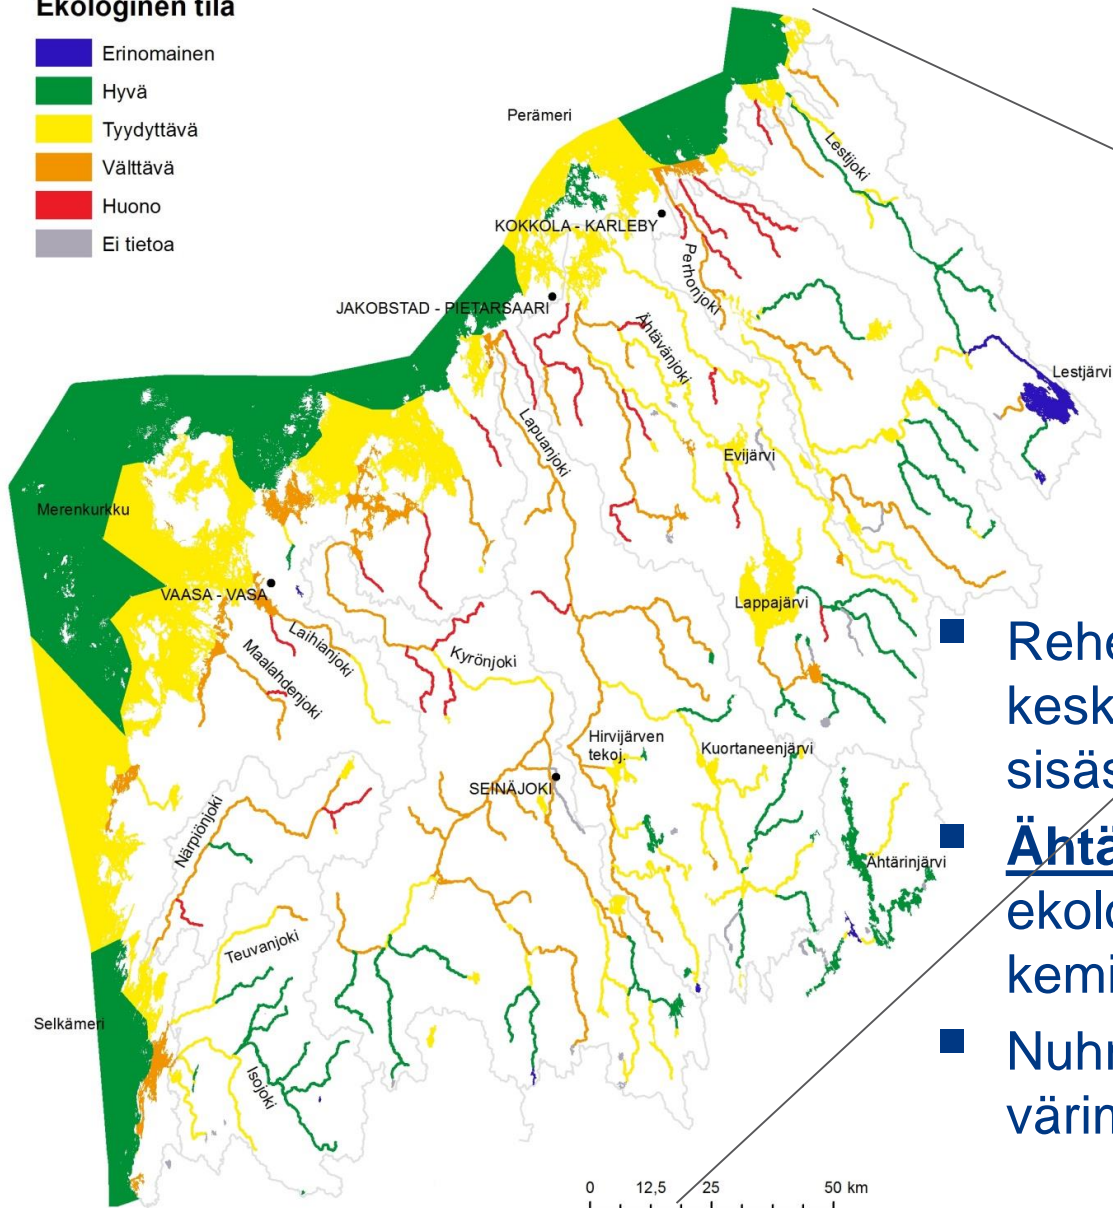 Ekologinen tila
Erinomainen
Hyvä
Tyydyttävä
Välttävä
Huono
Ei tietoa
Perämeri
Lestijoki
KOKKOLA - KARLEBY
Perhonjoki
JAKOBSTAD - PIETARSAARI
Ähtävänjoki
Lestjärvi
Lapuanjoki
Evijärvi
Merenkurkku
VAASA - VASA
Lappajärvi
Laihianjoki
Maalahdenjoki
Kyrönjoki
Hirvijärven
tekoj.
Kuortaneenjärvi
SEINÄJOKI
Närpiönjoki
Ähtärinjärvi
Teuvanjoki
Selkämeri
Isojoki
0 12,5 25 50 km
■ Rehe
kesk
sisäs
■ Ähtä
ekolo
kemi
■ Nuhr
värin